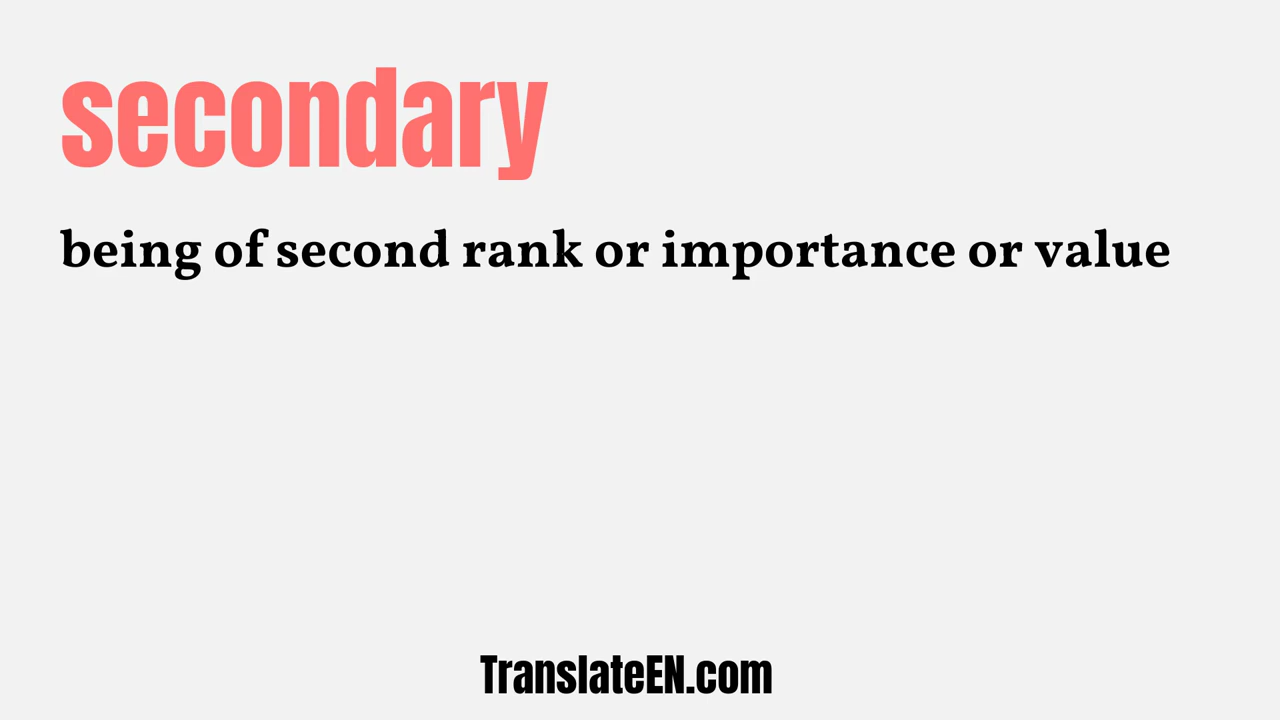 secondary
being of second rank or importance or value
TranslateEN.com